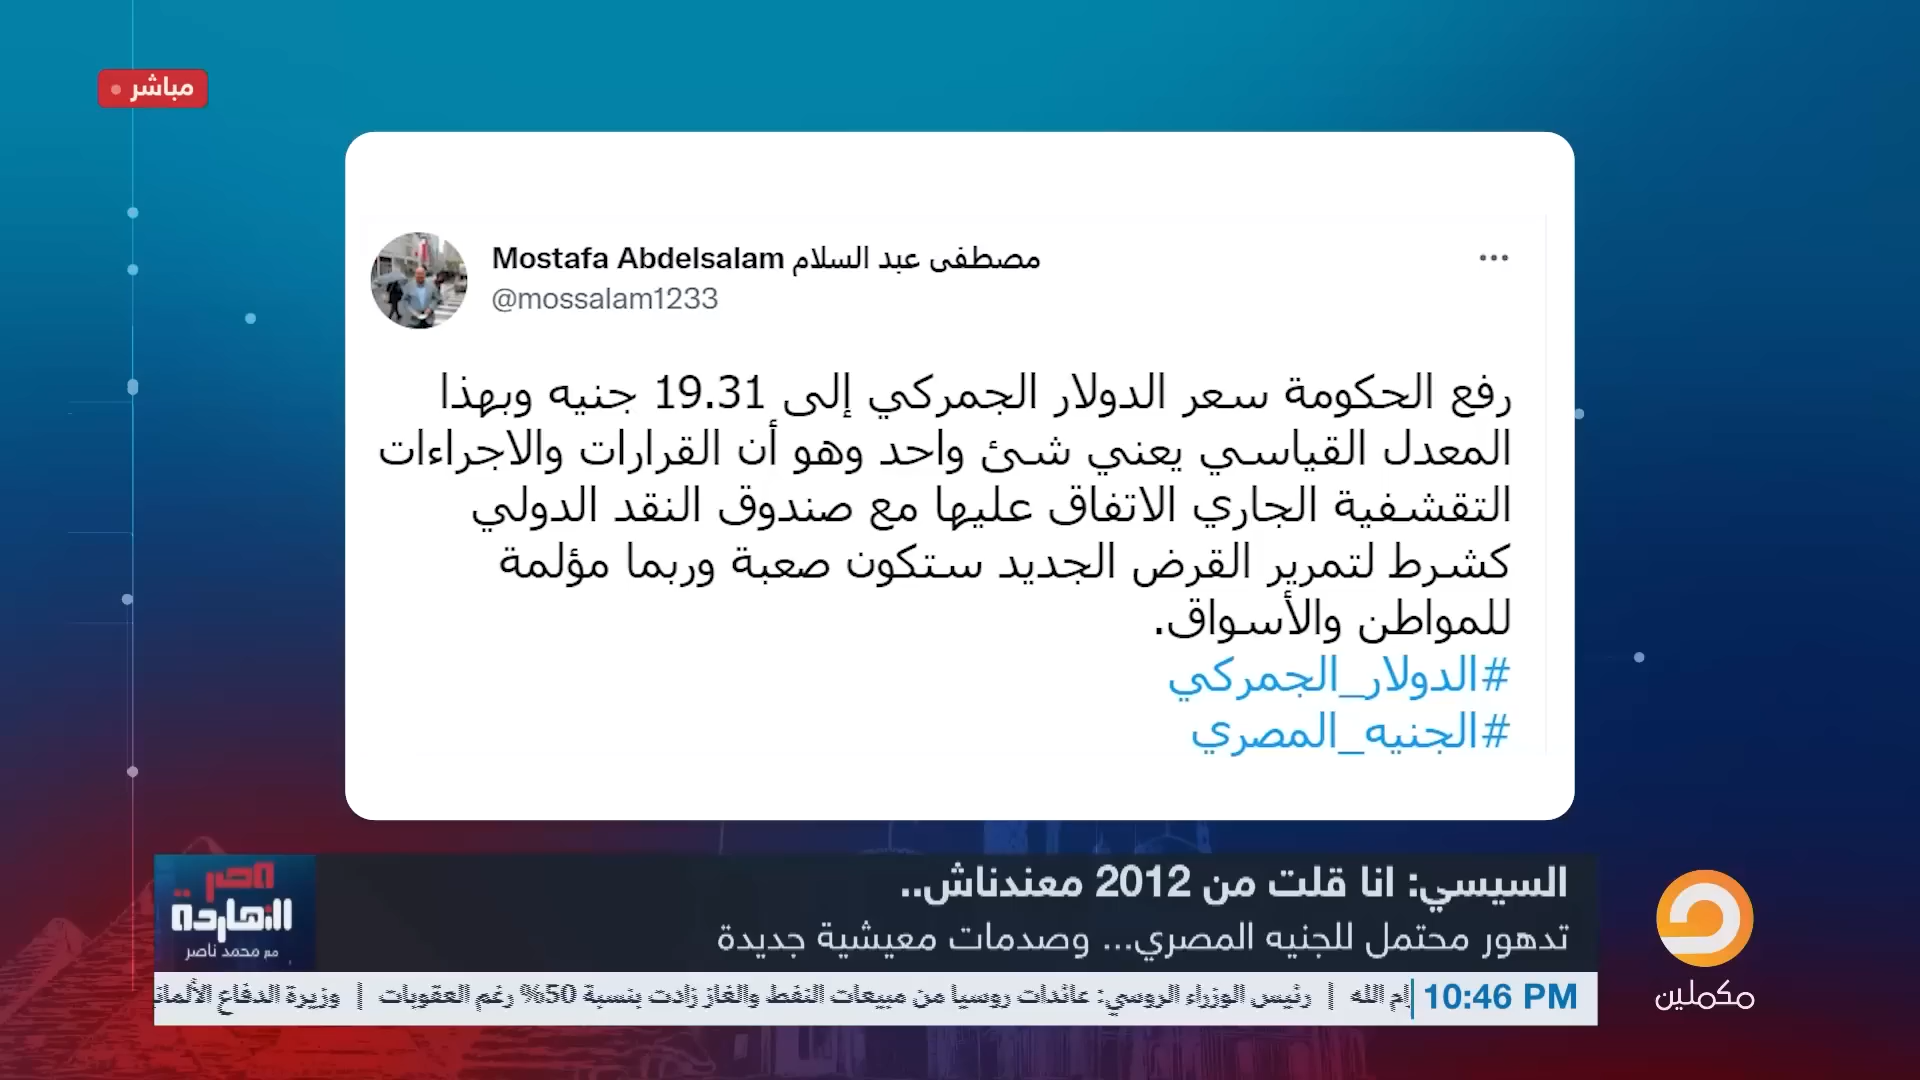 مباشر
Mostafa Abdelsalam مصطفى عبد السلام
@mossalam1233
رفع الحكومة سعر الدولار الجمركي إلى 19.31 جنيه وبهذا
المعدل القياسي يعني شئ واحد وهو أن القرارات والاجراءات
التقشفية الجاري الاتفاق عليها مع صندوق النقد الدولي
كشرط لتمرير القرض الجديد ستكون صعبة وربما مؤلمة
للمواطن والأسواق.
#الدولار_الجمركي
#الجنيه_المصري
السيسي: انا قلت من 2012 معندناش..
تدهور محتمل للجنيه المصري... وصدمات معيشية جديدة
مصر
النهاردة
مع محمد ناصر
10:46 PM
الله | رئيس الوزراء الروسي: عائدات روسيا من مبيعات النفط والغاز زادت بنسبة 50% رغم العقوبات | وزيرة الدفاع
مكملين